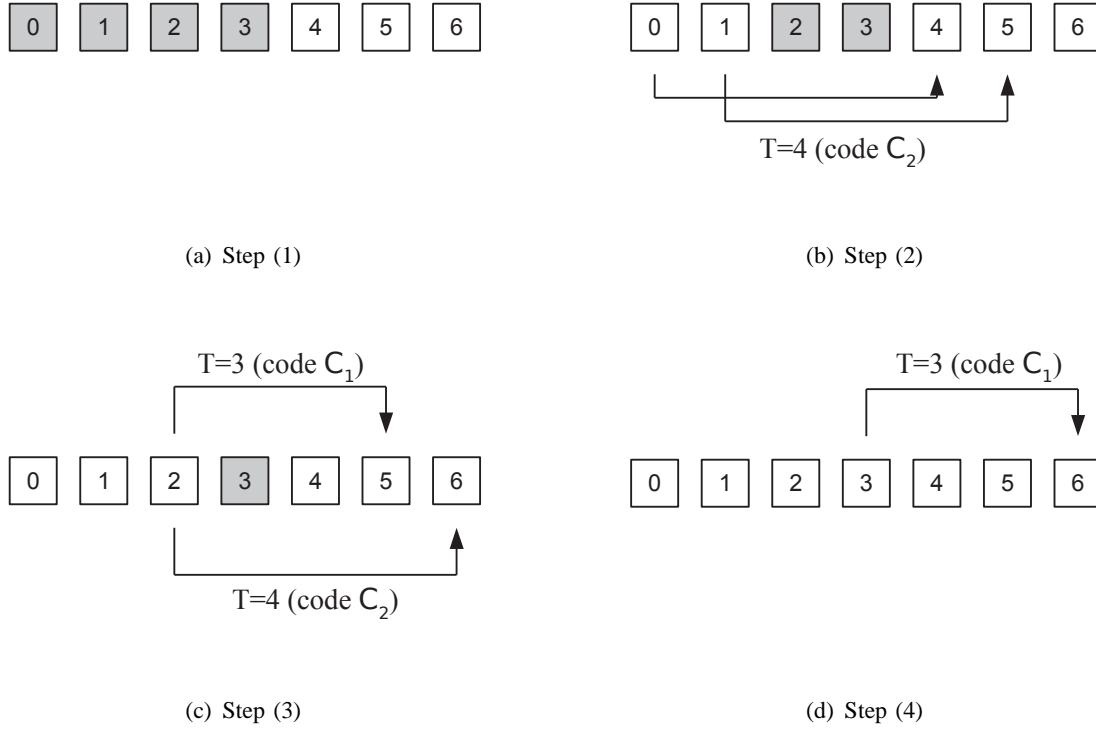 0 1 2 3 4 5 6
0 1 2 3 4 5 6
T=4 (code C₂)
(a) Step (1)
(b) Step (2)
T=3 (code C₁)
T=3 (code C₁)
0 1 2 3 4 5 6
0 1 2 3 4 5 6
T=4 (code C₂)
(c) Step (3)
(d) Step (4)